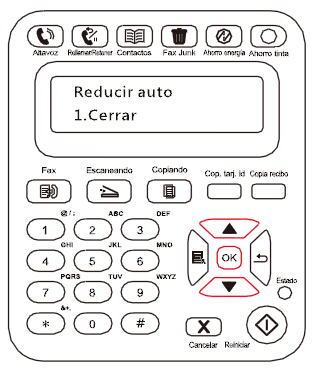 Altavoz Rellamar/Retener Contactos Fax Junk Ahorro energía Ahorro tinta
Reducir auto
1.Cerrar
Fax Escaneando Copiando Cop. tarj. id Copia recibo
@/: ABC DEF
1 2 3
GHI JKL MNO
4 5 6 OK
PQRS TUV WXYZ
7 8 9
Estado
&+,
* 0 #
Cancelar Reinidar